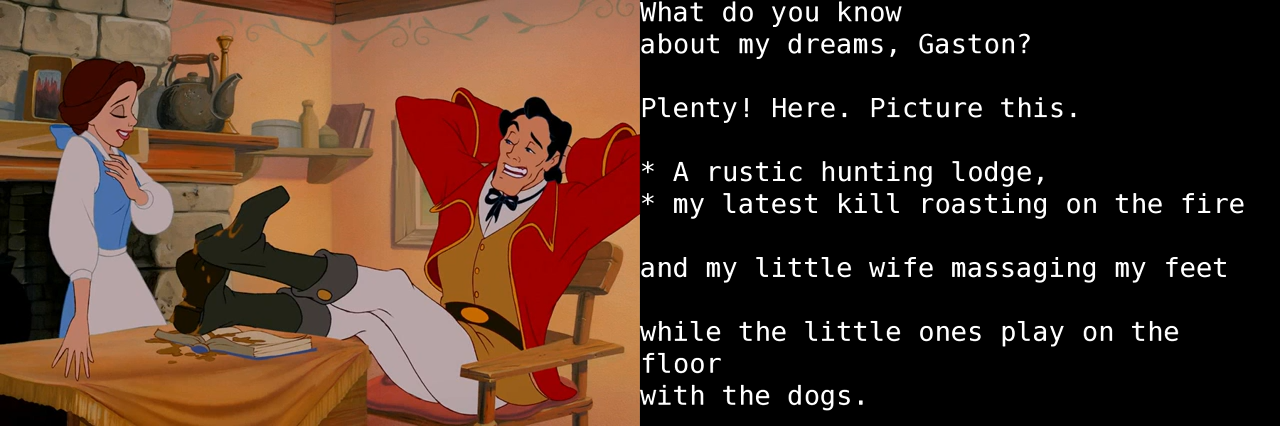 What do you know
about my dreams, Gaston?
Plenty! Here. Picture this.
* A rustic hunting lodge,
* my latest kill roasting on the fire
and my little wife massaging my feet
while the little ones play on the
floor
with the dogs.